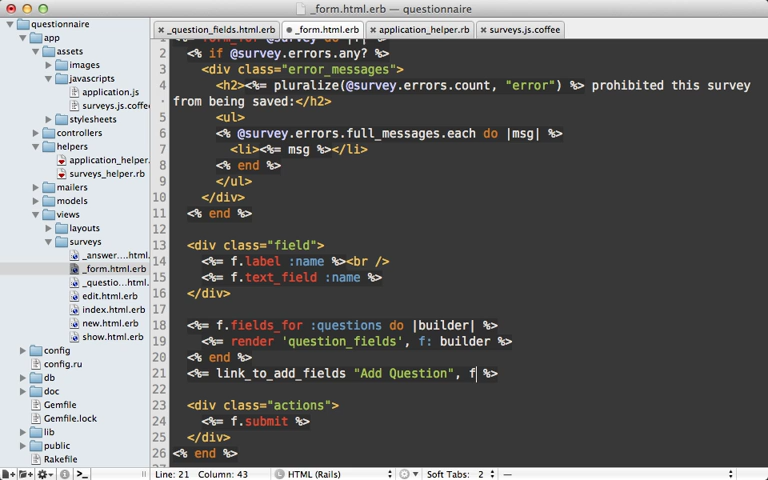 _form.html.erb — questionnaire
_question_fields.html.erb
_form.html.erb
application_helper.rb
surveys.js.coffee
questionnaire
app
assets
images
javascripts
application.js
surveys.js.coffe
stylesheets
controllers
helpers
application_helper.
surveys_helper.rb
mailers
models
views
layouts
surveys
_answer....html.
_form.html.erb
_questio...html.
edit.html.erb
index.html.erb
new.html.erb
show.html.erb
config
config.ru
db
doc
Gemfile
Gemfile.lock
lib
public
Rakefile
2 <% if @survey.errors.any? %>
3 <div class="error_messages">
4 <h2><%= pluralize(@survey.errors.count, "error") %> prohibited this survey
from being saved:</h2>
5 <ul>
6 <% @survey.errors.full_messages.each do |msg| %>
7 <li><%= msg %></li>
8 <% end %>
9 </ul>
10 </div>
11 <% end %>
12
13 <div class="field">
14 <%= f.label :name %><br />
15 <%= f.text_field :name %>
16 </div>
17
18 <%= f.fields_for :questions do |builder| %>
19 <%= render 'question_fields', f: builder %>
20 <% end %>
21 <%= link_to_add_fields "Add Question", f %>
22
23 <div class="actions">
24 <%= f.submit %>
25 </div>
26 <% end %>
Line: 21 Column: 43 HTML (Rails) Soft Tabs: 2 —